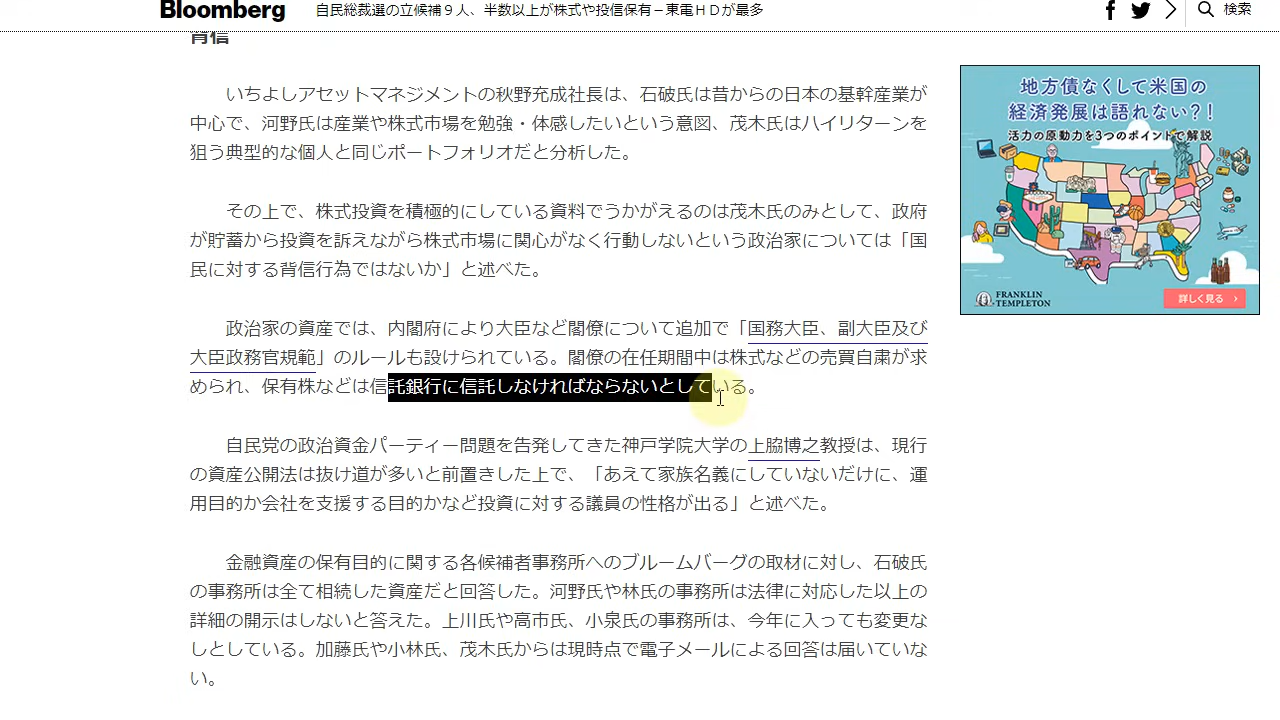 Bloomberg
自民総裁選の立候補９人、半数以上が株式や投信保有－東電ＨＤが最多
検索
背信
いちよしアセットマネジメントの秋野充成社長は、石破氏は昔からの日本の基幹産業が
中心で、河野氏は産業や株式市場を勉強・体感したいという意図、茂木氏はハイリターンを
狙う典型的な個人と同じポートフォリオだと分析した。
その上で、株式投資を積極的にしている資料でうかがえるのは茂木氏のみとして、政府
が貯蓄から投資を訴えながら株式市場に関心がなく行動しないという政治家については「国
民に対する背信行為ではないか」と述べた。
政治家の資産では、内閣府により大臣など閣僚について追加で「国務大臣、副大臣及び
大臣政務官規範」のルールも設けられている。閣僚の在任期間中は株式などの売買自粛が求
められ、保有株などは信託銀行に信託しなければならないとしている。
自民党の政治資金パーティー問題を告発してきた神戸学院大学の上脇博之教授は、現行
の資産公開法は抜け道が多いと前置きした上で、「あえて家族名義にしていないだけに、運
用目的か会社を支援する目的かなど投資に対する議員の性格が出る」と述べた。
金融資産の保有目的に関する各候補者事務所へのブルームバーグの取材に対し、石破氏
の事務所は全て相続した資産だと回答した。河野氏や林氏の事務所は法律に対応した以上の
詳細の開示はしないと答えた。上川氏や高市氏、小泉氏の事務所は、今年に入っても変更な
しとしている。加藤氏や小林氏、茂木氏からは現時点で電子メールによる回答は届いていな
い。
地方債なくして米国の
経済発展は語れない？！
活力の原動力を3つのポイントで解説
FRANKLIN
TEMPLETON
詳しく見る